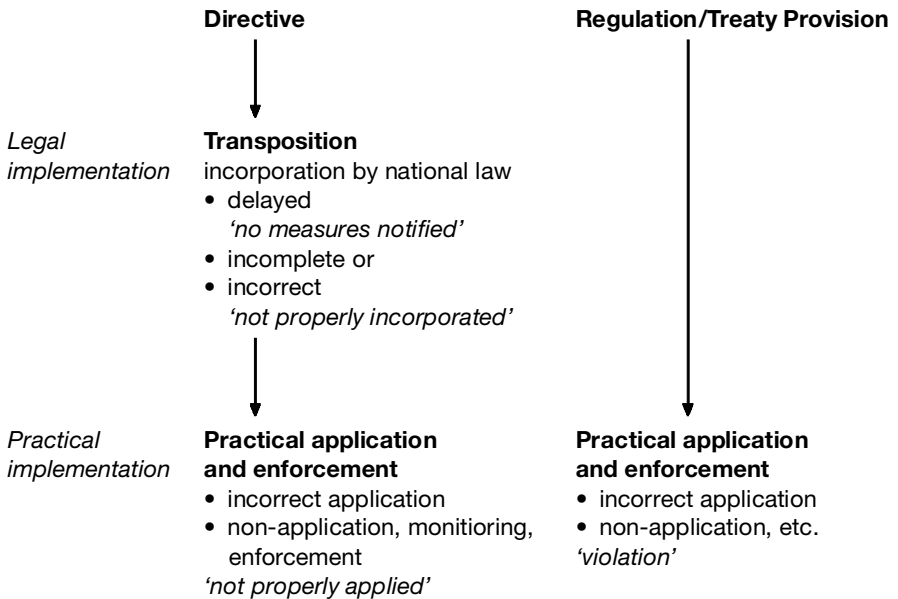 Directive
Regulation/Treaty Provision
Legal
implementation
Transposition
incorporation by national law
• delayed
‘no measures notified’
• incomplete or
• incorrect
‘not properly incorporated’
Practical
implementation
Practical application
and enforcement
• incorrect application
• non-application, monitioring,
enforcement
‘not properly applied’
Practical application
and enforcement
• incorrect application
• non-application, etc.
‘violation’